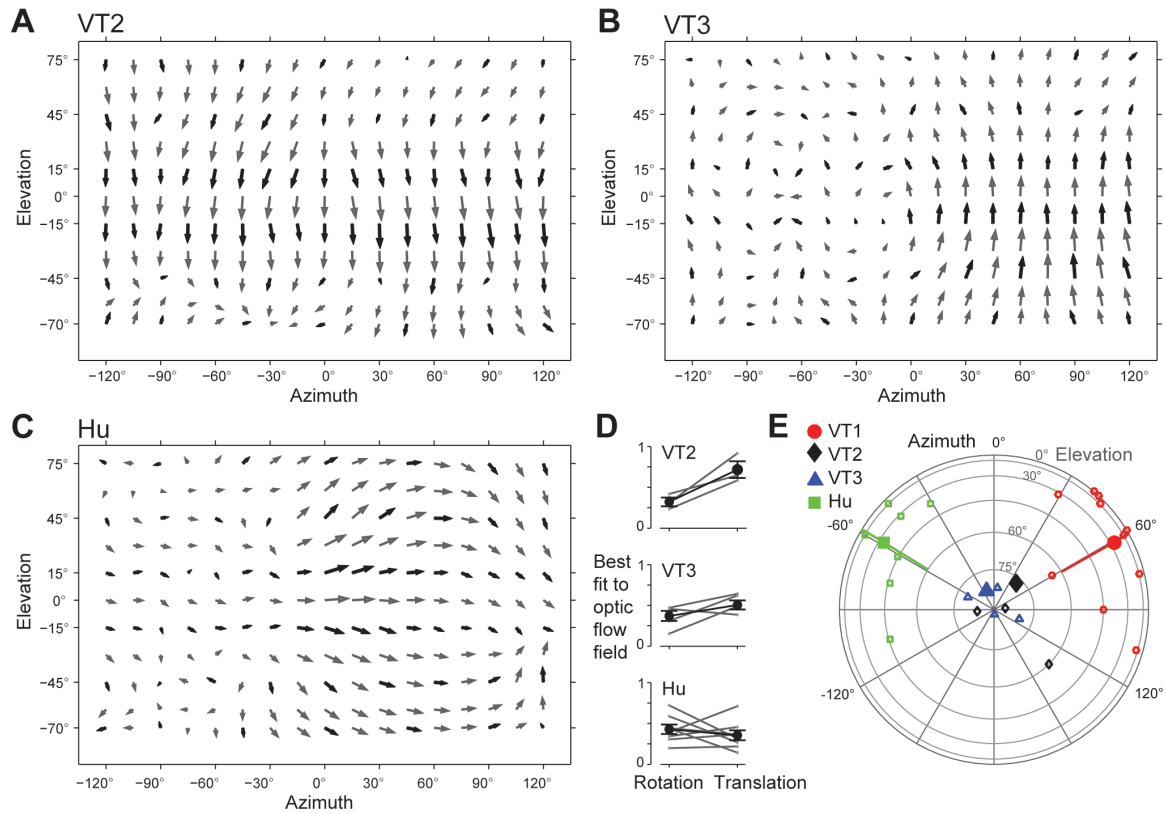 A
VT2
75°
45°
15°
0°
−15°
−45°
−70°
Elevation
−120° −90° −60° −30° 0° 30° 60° 90° 120°
Azimuth
B
VT3
75°
45°
15°
0°
−15°
−45°
−70°
Elevation
−120° −90° −60° −30° 0° 30° 60° 90° 120°
Azimuth
C
Hu
75°
45°
15°
0°
−15°
−45°
−70°
Elevation
−120° −90° −60° −30° 0° 30° 60° 90° 120°
Azimuth
D
1
VT2
0
Best
fit to
optic
flow
field
1
VT3
0
1
Hu
0
Rotation Translation
E
VT1
VT2
VT3
Hu
Azimuth 0°
0° Elevation
30°
60°
75°
-60°
60°
-120°
120°